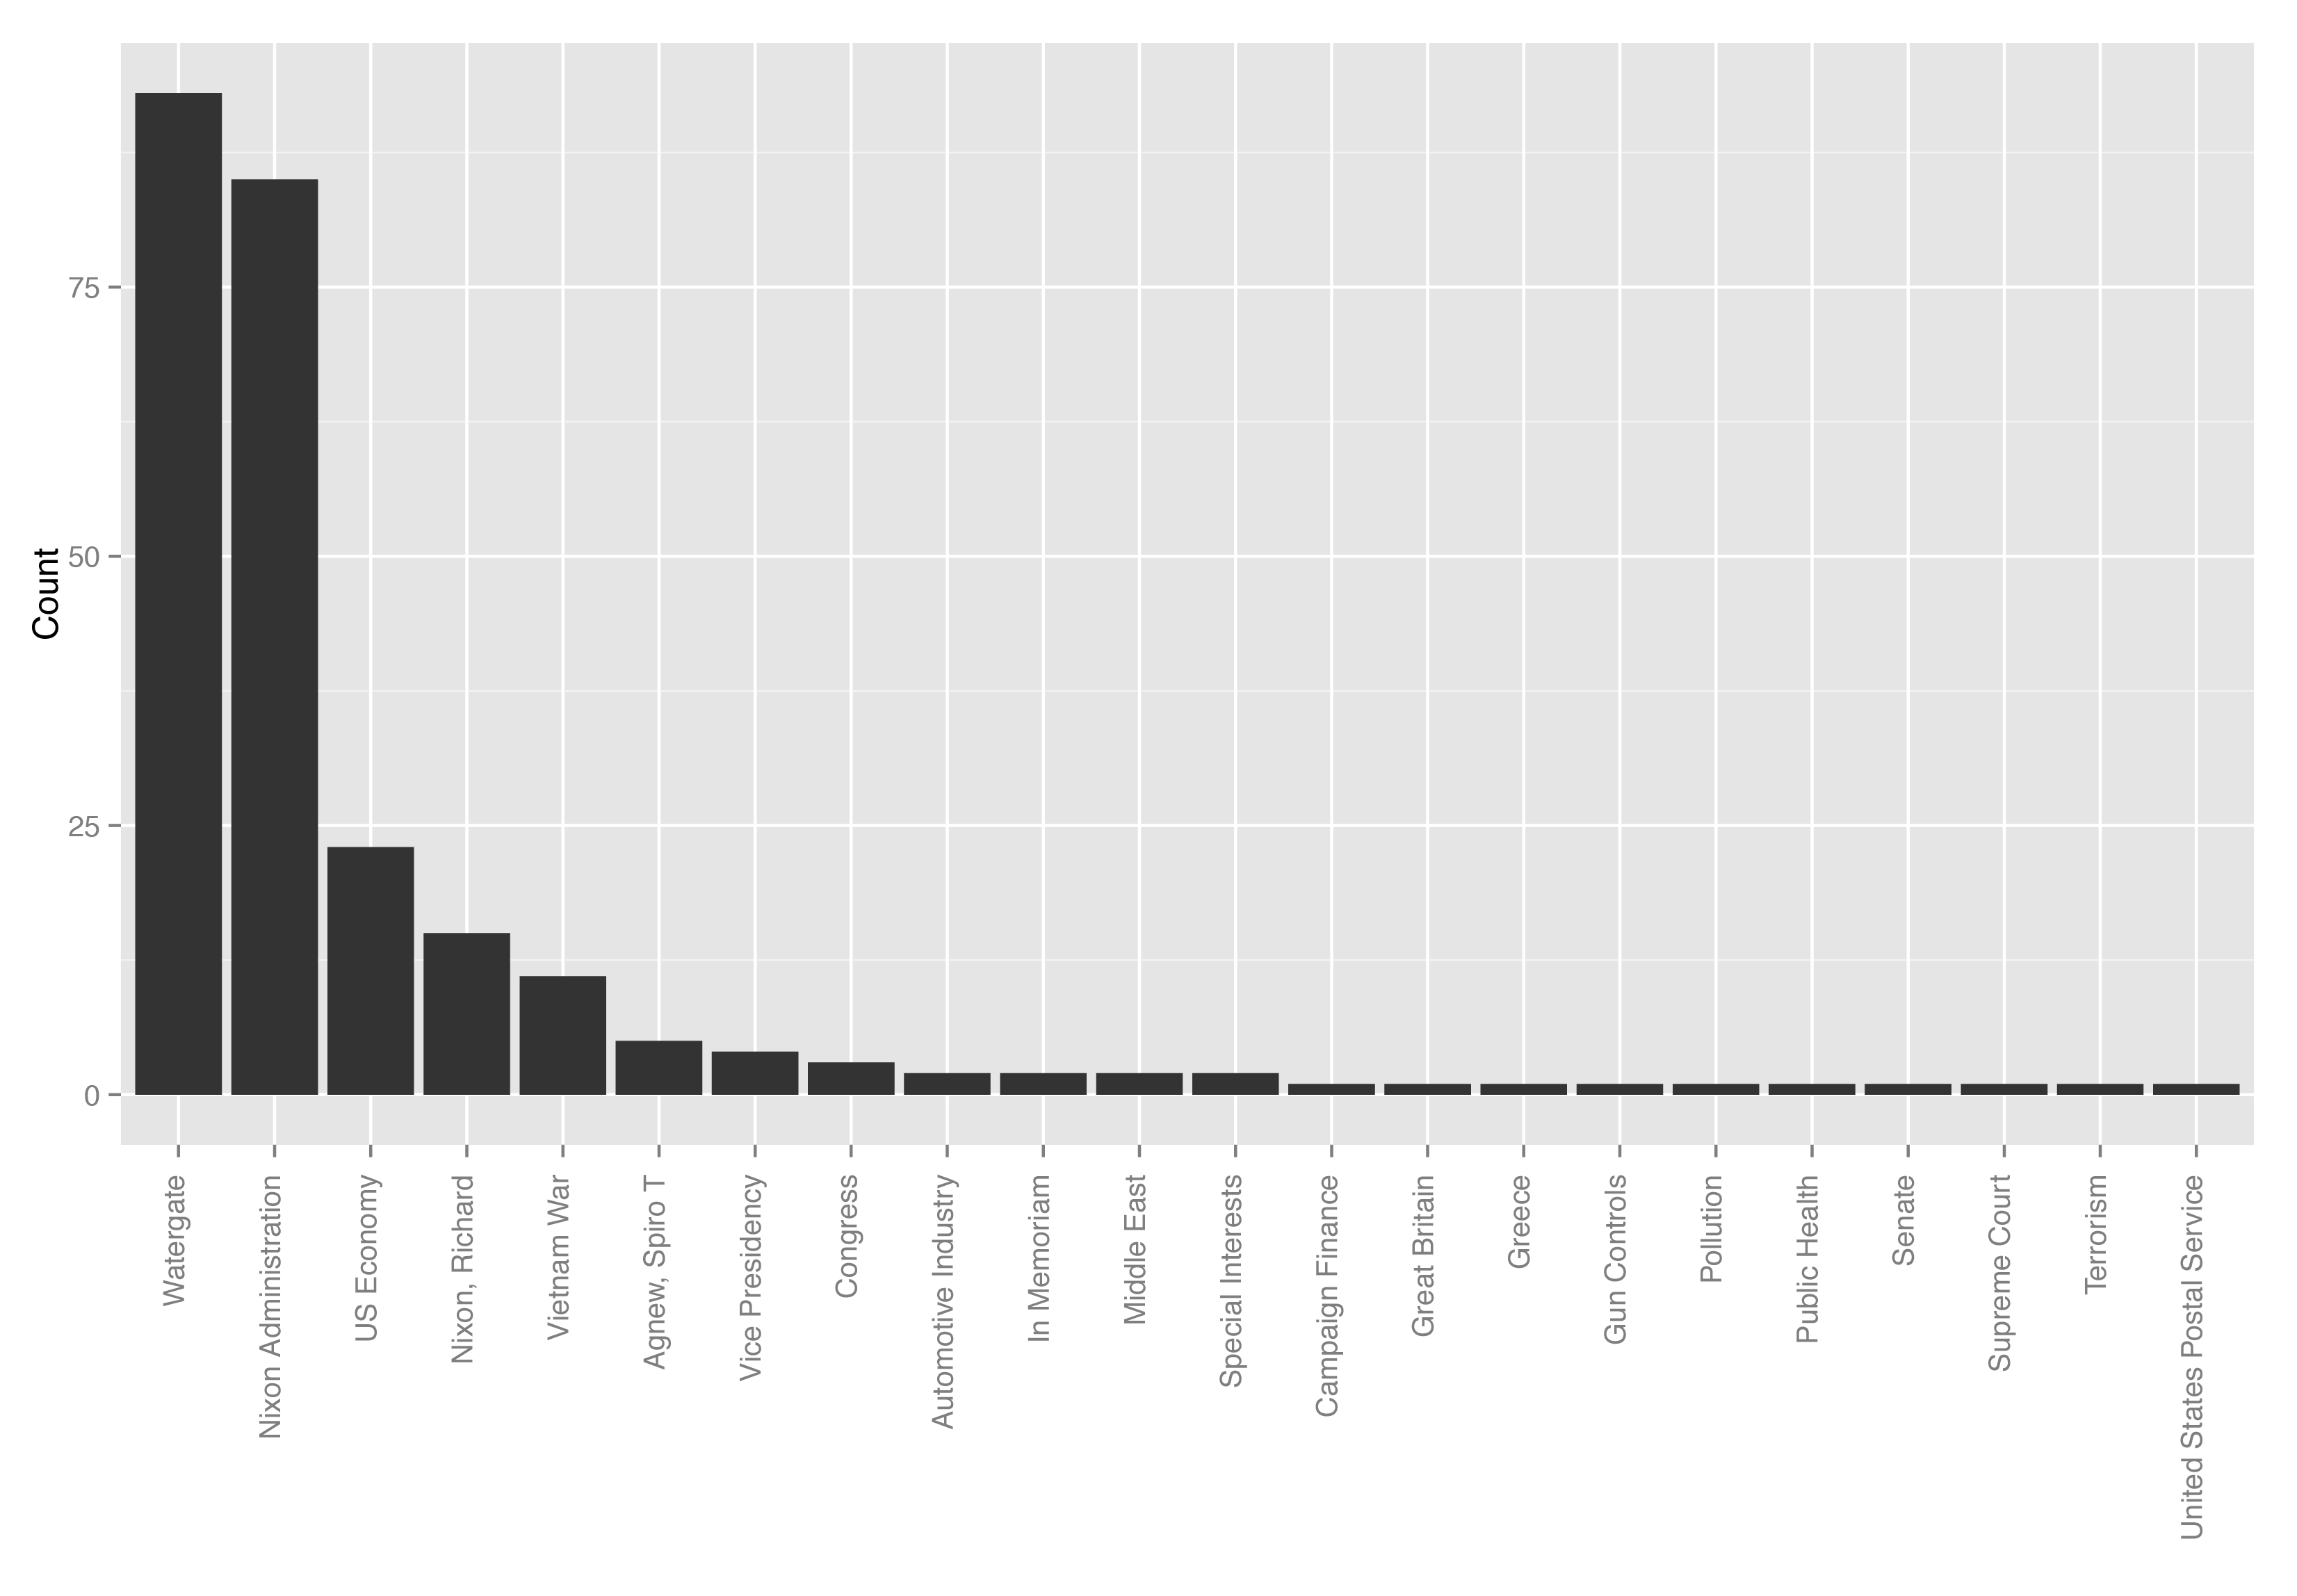 Count
75
50
25
0
Watergate
Nixon Administration
US Economy
Nixon, Richard
Vietnam War
Agnew, Spiro T
Vice Presidency
Congress
Automotive Industry
In Memoriam
Middle East
Special Interests
Campaign Finance
Great Britain
Greece
Gun Controls
Pollution
Public Health
Senate
Supreme Court
Terrorism
United States Postal Service